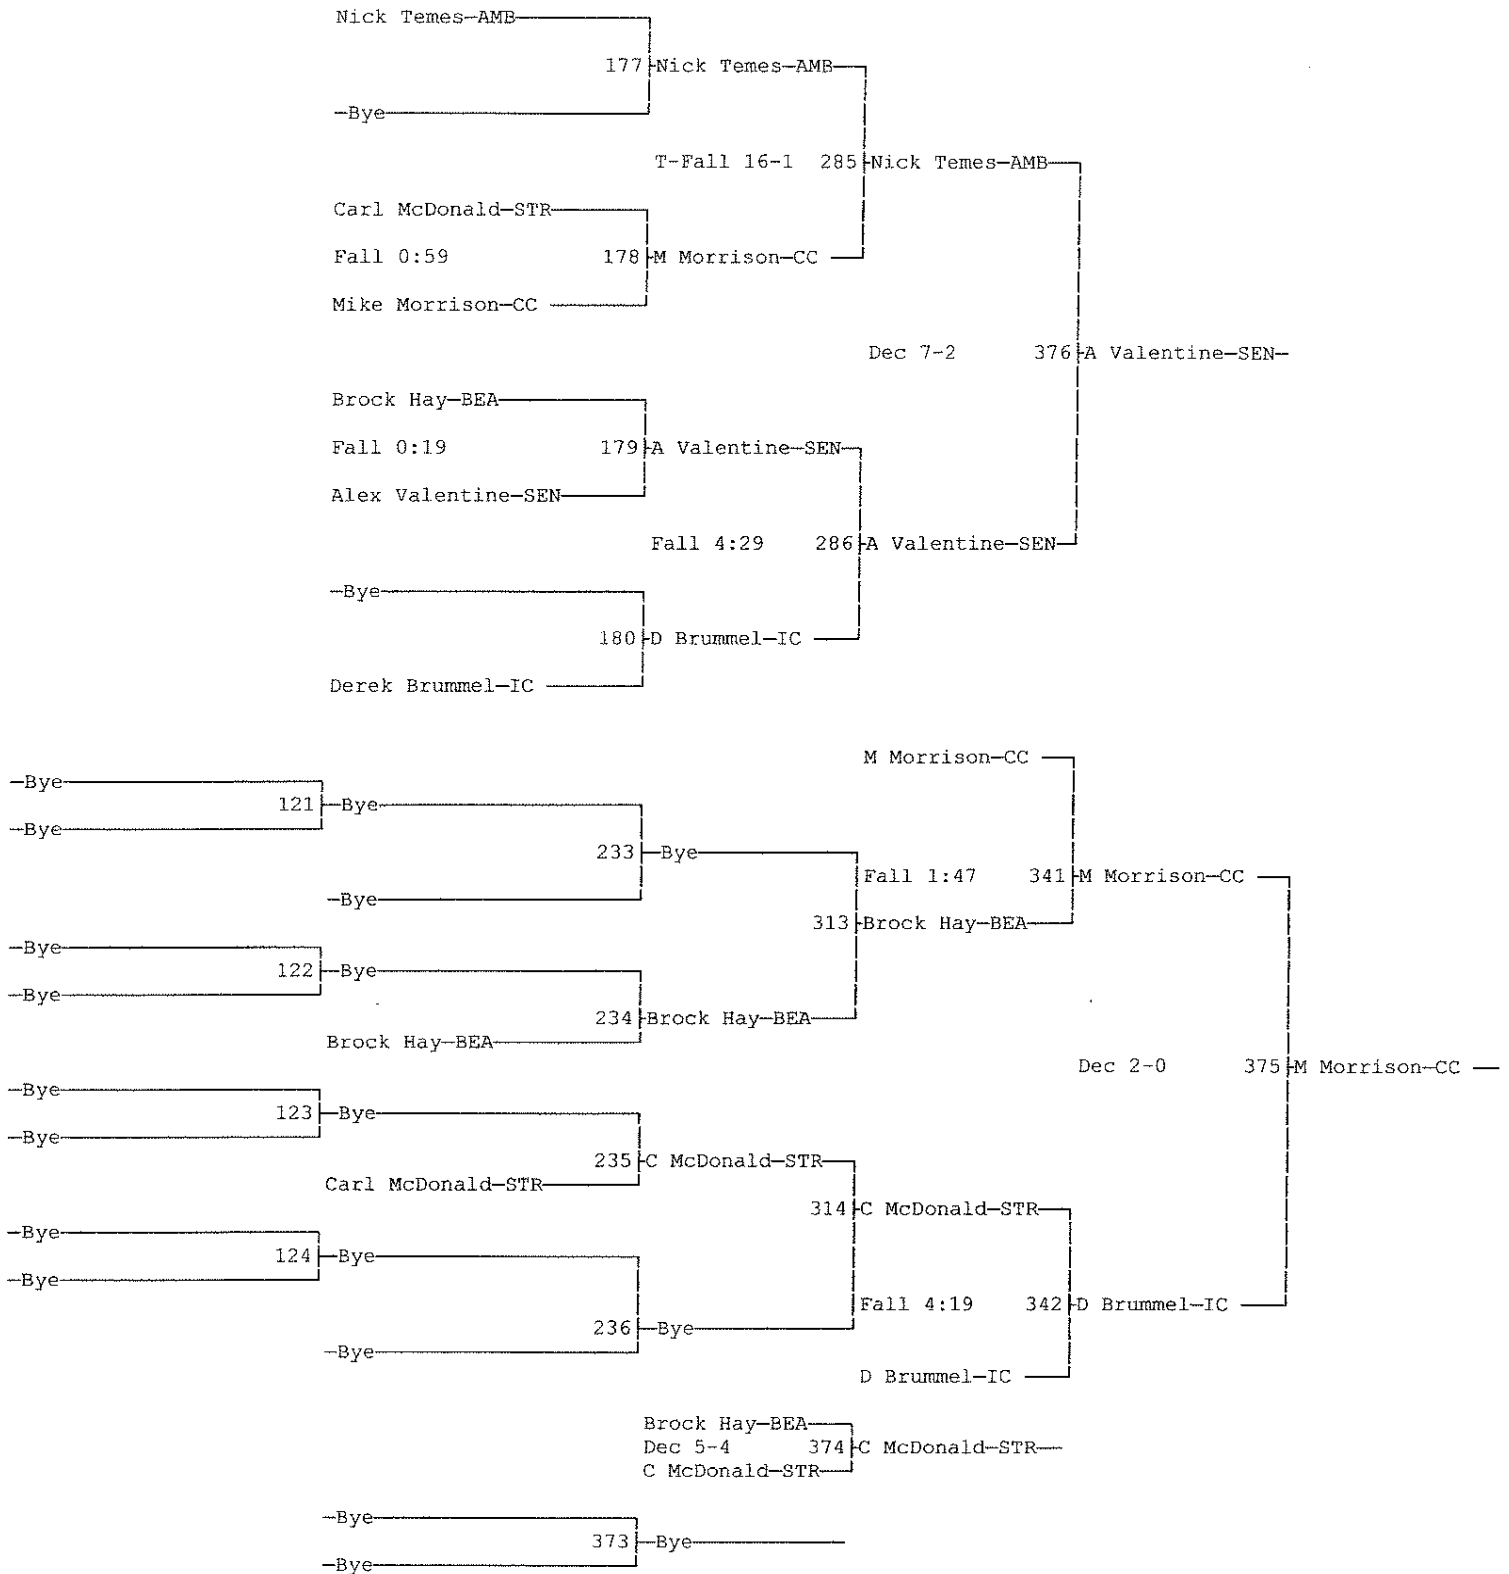 Nick Temes-AMB
177 Nick Temes-AMB
-Bye
T-Fall 16-1 285 Nick Temes-AMB
Carl McDonald-STR
Fall 0:59 178 M Morrison-CC
Mike Morrison-CC
Dec 7-2 376 A Valentine-SEN
Brock Hay-BEA
Fall 0:19 179 A Valentine-SEN
Alex Valentine-SEN
Fall 4:29 286 A Valentine-SEN
-Bye
180 D Brummel-IC
Derek Brummel-IC
M Morrison-CC
-Bye
121 -Bye
-Bye
233 -Bye
Fall 1:47 341 M Morrison-CC
-Bye
313 Brock Hay-BEA
-Bye
122 -Bye
-Bye
234 Brock Hay-BEA
Brock Hay-BEA
Dec 2-0 375 M Morrison-CC
-Bye
123 -Bye
-Bye
235 C McDonald-STR
Carl McDonald-STR
314 C McDonald-STR
-Bye
124 -Bye
-Bye
Fall 4:19 342 D Brummel-IC
236 -Bye
-Bye
D Brummel-IC
Brock Hay-BEA
Dec 5-4 374 C McDonald-STR
C McDonald-STR
-Bye
373 -Bye
-Bye